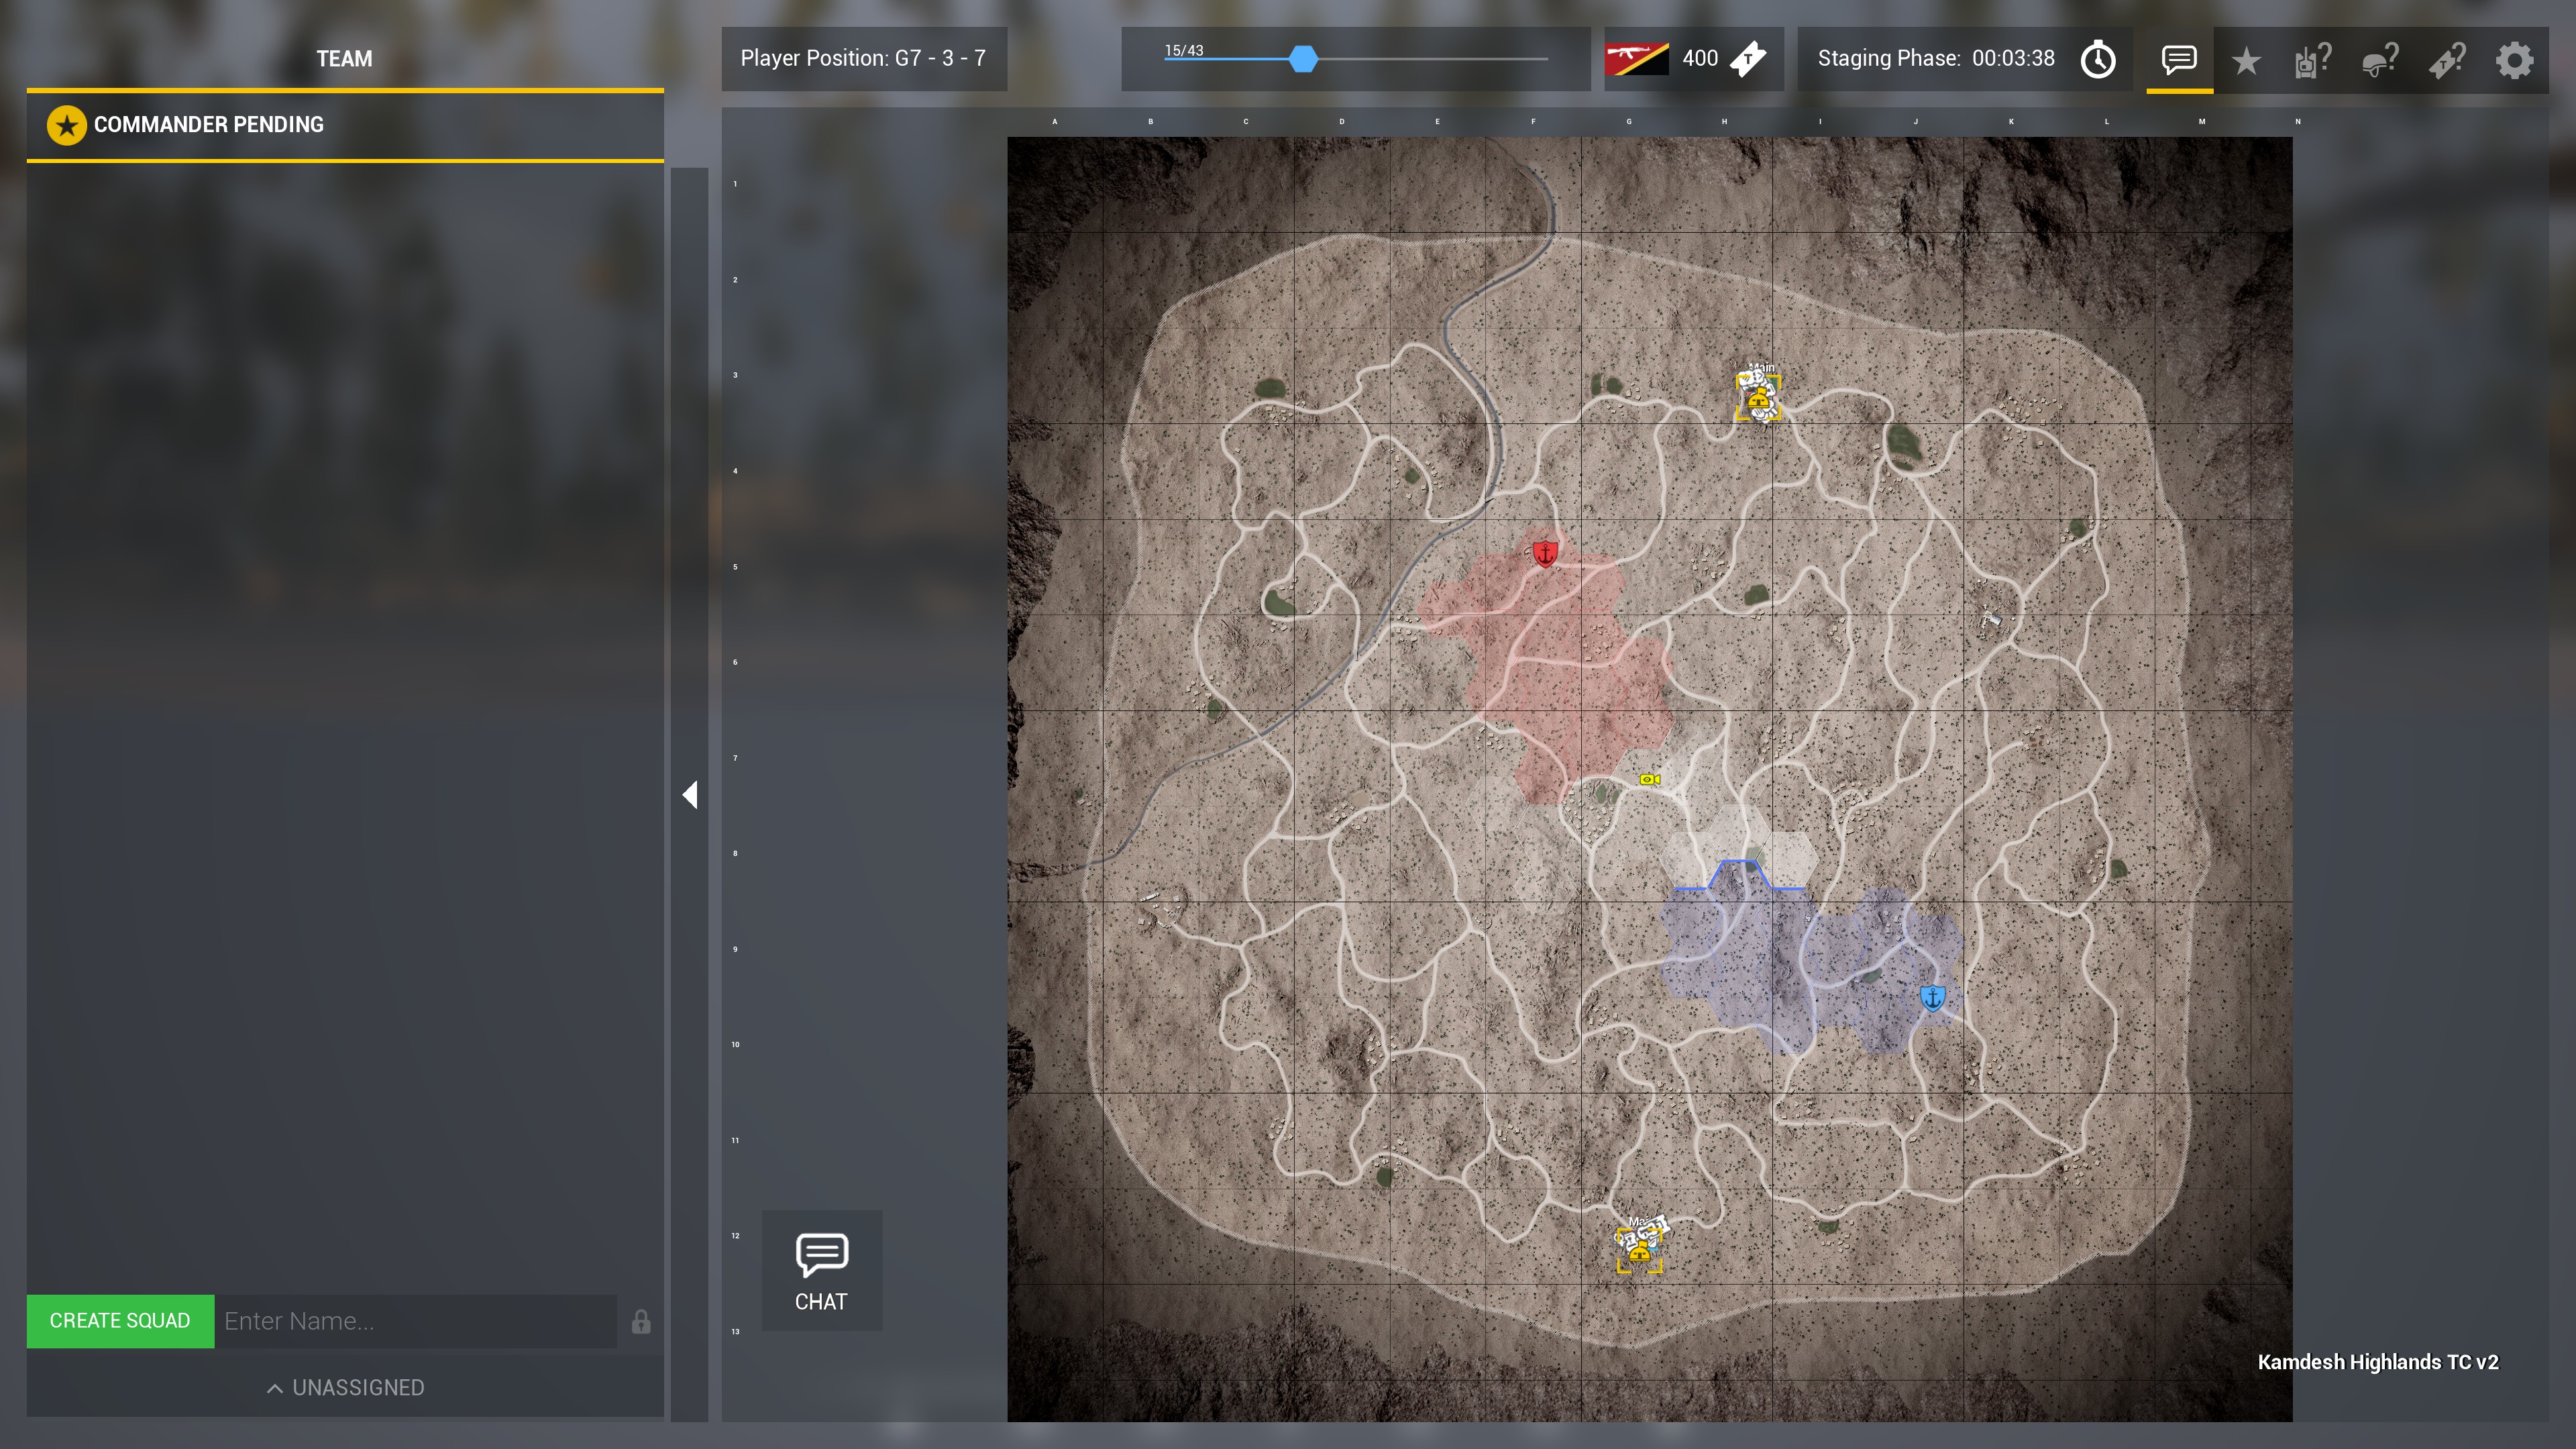 TEAM
Player Position: G7 - 3 - 7
15/43
400
Staging Phase: 00:03:38
COMMANDER PENDING
A B C D E F G H I J K L M N
1
2
3
Main
4
5
6
7
8
9
10
11
12
13
CHAT
CREATE SQUAD
Enter Name...
UNASSIGNED
Kamdesh Highlands TC v2